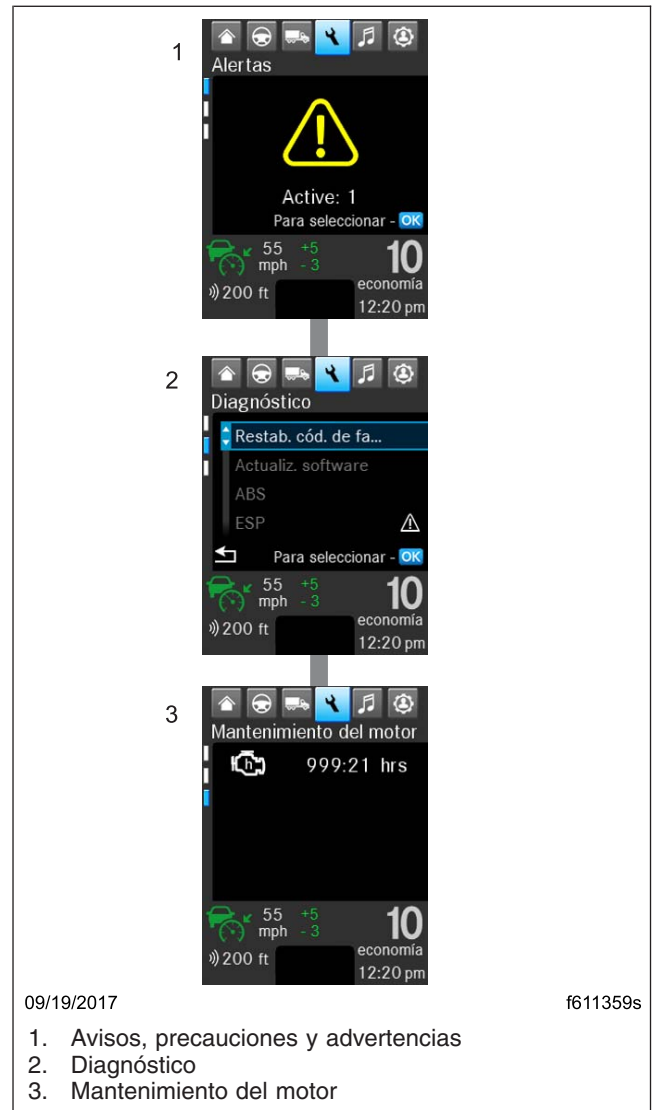 1
Alertas
Active: 1
Para seleccionar - OK
55 +5
mph - 3
10
economía
200 ft
12:20 pm
2
Diagnóstico
Restab. cód. de fa...
Actualiz. software
ABS
ESP
Para seleccionar - OK
55 +5
mph - 3
10
economía
200 ft
12:20 pm
3
Mantenimiento del motor
h 999:21 hrs
55 +5
mph - 3
10
economía
200 ft
12:20 pm
09/19/2017 f611359s
1. Avisos, precauciones y advertencias
2. Diagnóstico
3. Mantenimiento del motor